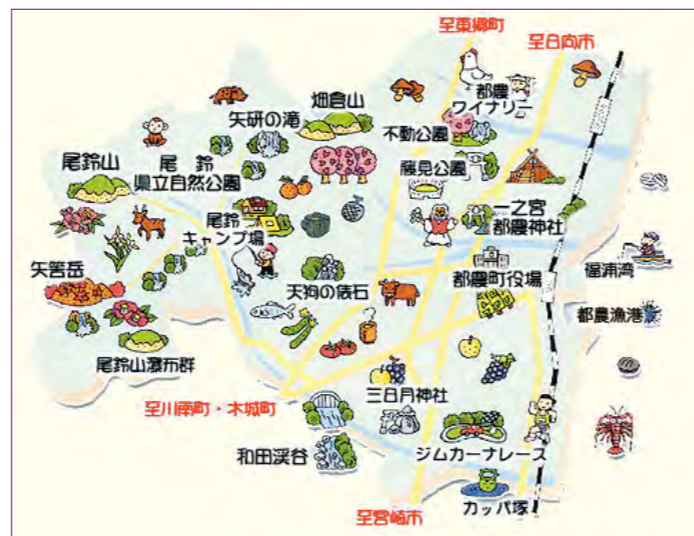 至東郷町
至日向市
都農
ワイナリー
畑倉山
矢研の滝
不動公園
尾鈴山
尾 鈴
県立自然公園
藤見公園
一之宮
都農神社
尾鈴
キャンプ場
都農町役場
福浦湾
矢筈岳
天狗の俵石
都農漁港
尾鈴山瀑布群
三日月神社
至川南町・木城町
和田渓谷
ジムカーナレース
カッパ塚
至宮崎市